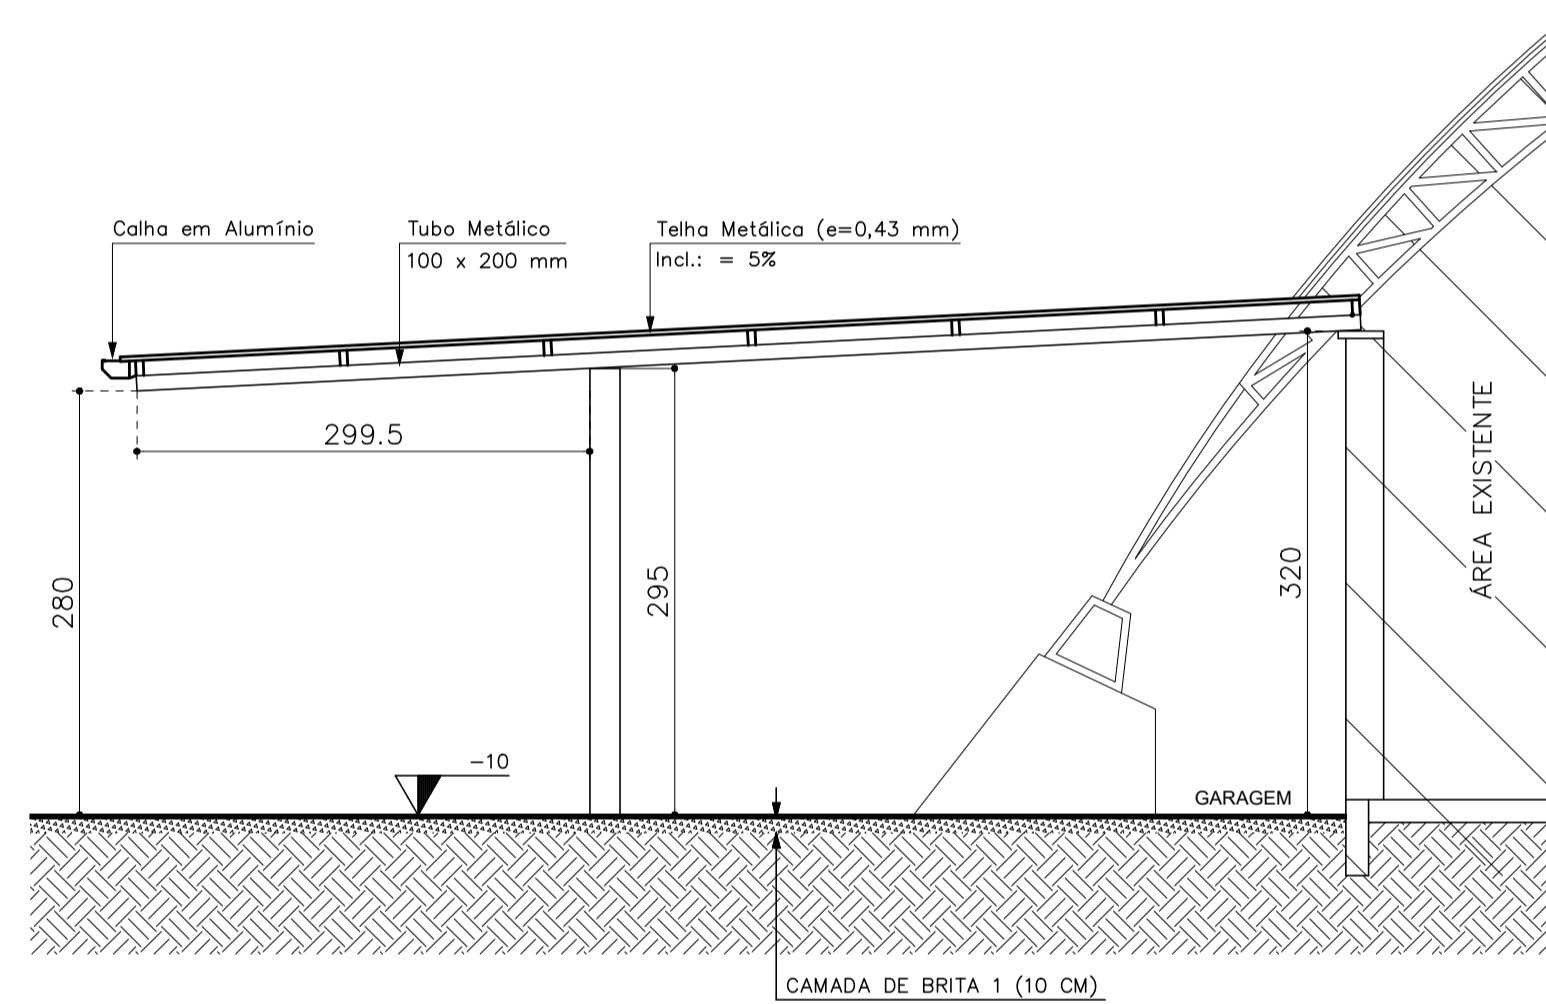 Calha em Alumínio
Tubo Metálico
100 x 200 mm
Telha Metálica (e=0,43 mm)
Incl.: = 5%
299.5
280
295
320
ÁREA EXISTENTE
-10
GARAGEM
CAMADA DE BRITA 1 (10 CM)